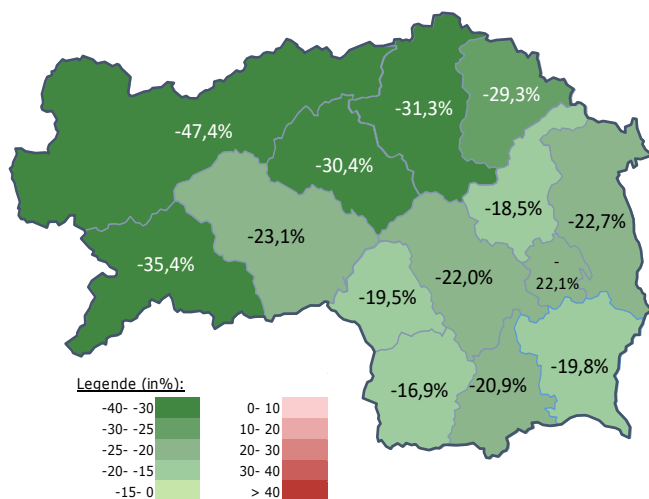 -29,3%
-31,3%
-47,4%
-30,4%
-18,5%
-22,7%
-23,1%
-35,4%
-22,0%
-
22,1%
-19,5%
-19,8%
-16,9%
-20,9%
Legende (in%):
-40- -30 0- 10
-30- -25 10- 20
-25- -20 20- 30
-20- -15 30- 40
-15- 0 > 40